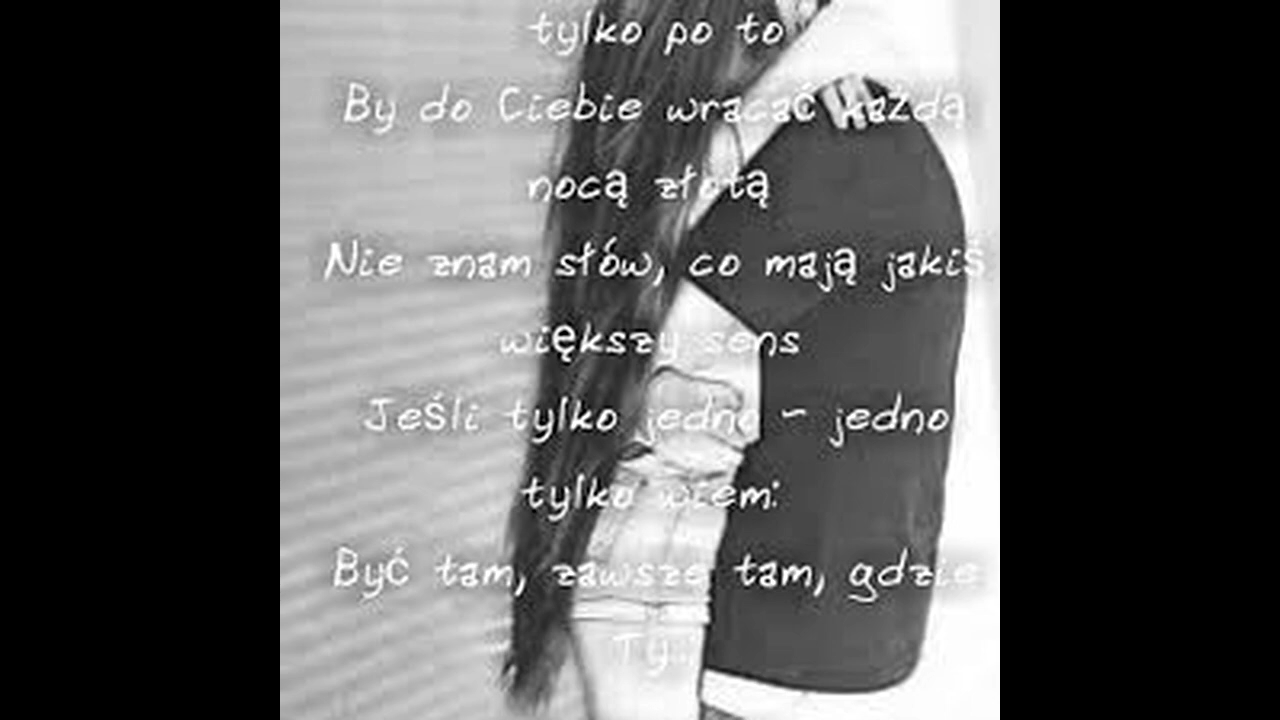 tylko po to
By do Ciebie wracać każdą
nocą złotą
Nie znam słów, co mają jakiś
większy sens
Jeśli tylko jedno - jedno
tylko wiem:
Być tam, zawsze tam, gdzie
Ty..